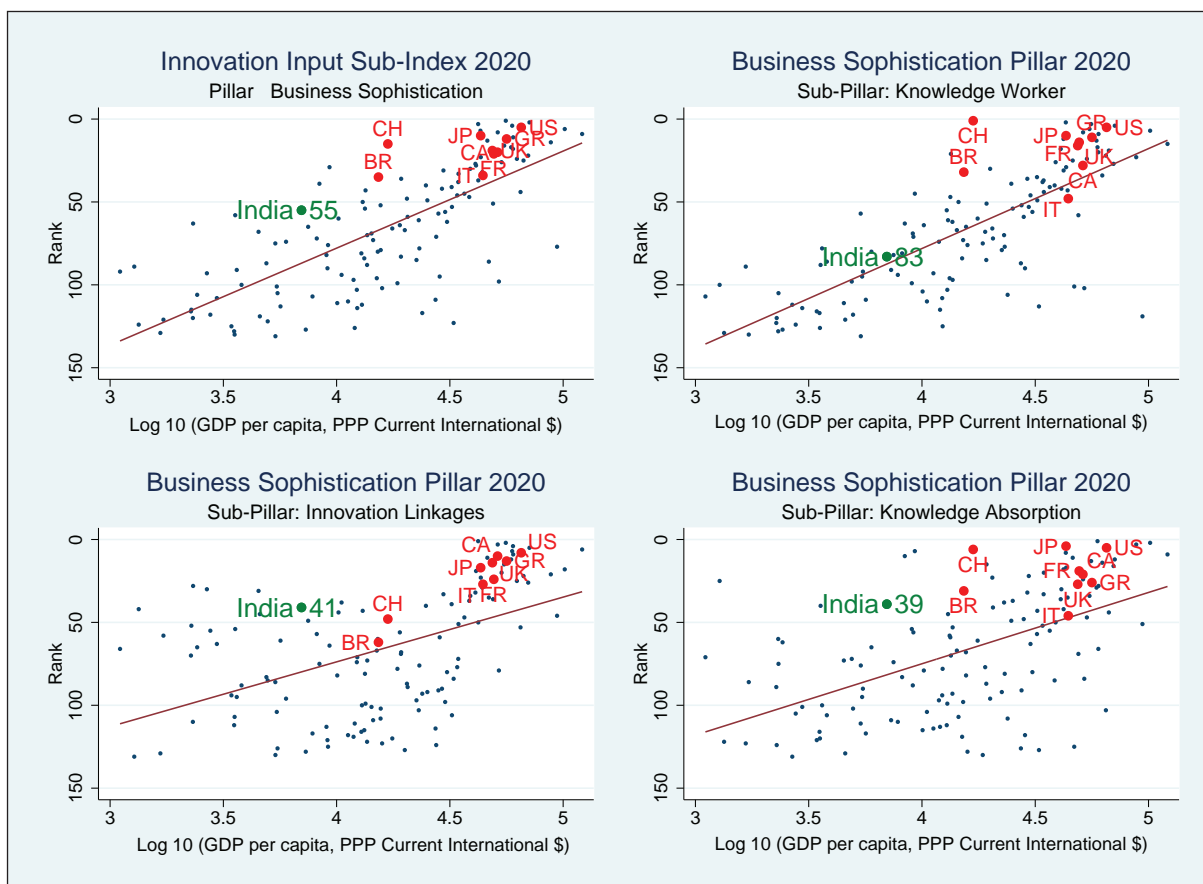 Innovation Input Sub-Index 2020
Pillar Business Sophistication
Rank
0
50
100
150
US
GR
JP
CH
UK
CA
FR
IT
BR
India 55
3 3.5 4 4.5 5
Log 10 (GDP per capita, PPP Current International $)
Business Sophistication Pillar 2020
Sub-Pillar: Knowledge Worker
Rank
0
50
100
150
GR
US
JP
CH
FR
UK
BR
CA
IT
India 83
3 3.5 4 4.5 5
Log 10 (GDP per capita, PPP Current International $)
Business Sophistication Pillar 2020
Sub-Pillar: Innovation Linkages
Rank
0
50
100
150
CA
US
GR
JP
UK
IT
FR
CH
BR
India 41
3 3.5 4 4.5 5
Log 10 (GDP per capita, PPP Current International $)
Business Sophistication Pillar 2020
Sub-Pillar: Knowledge Absorption
Rank
0
50
100
150
JP
US
CH
CA
FR
GR
BR
UK
IT
India 39
3 3.5 4 4.5 5
Log 10 (GDP per capita, PPP Current International $)